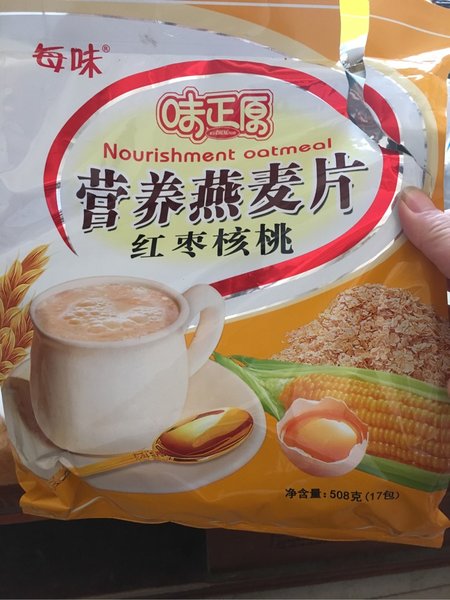 每味®
味正原
Nourishment oatmeal
营养燕麦片
红枣核桃
净含量: 508克 (17包)